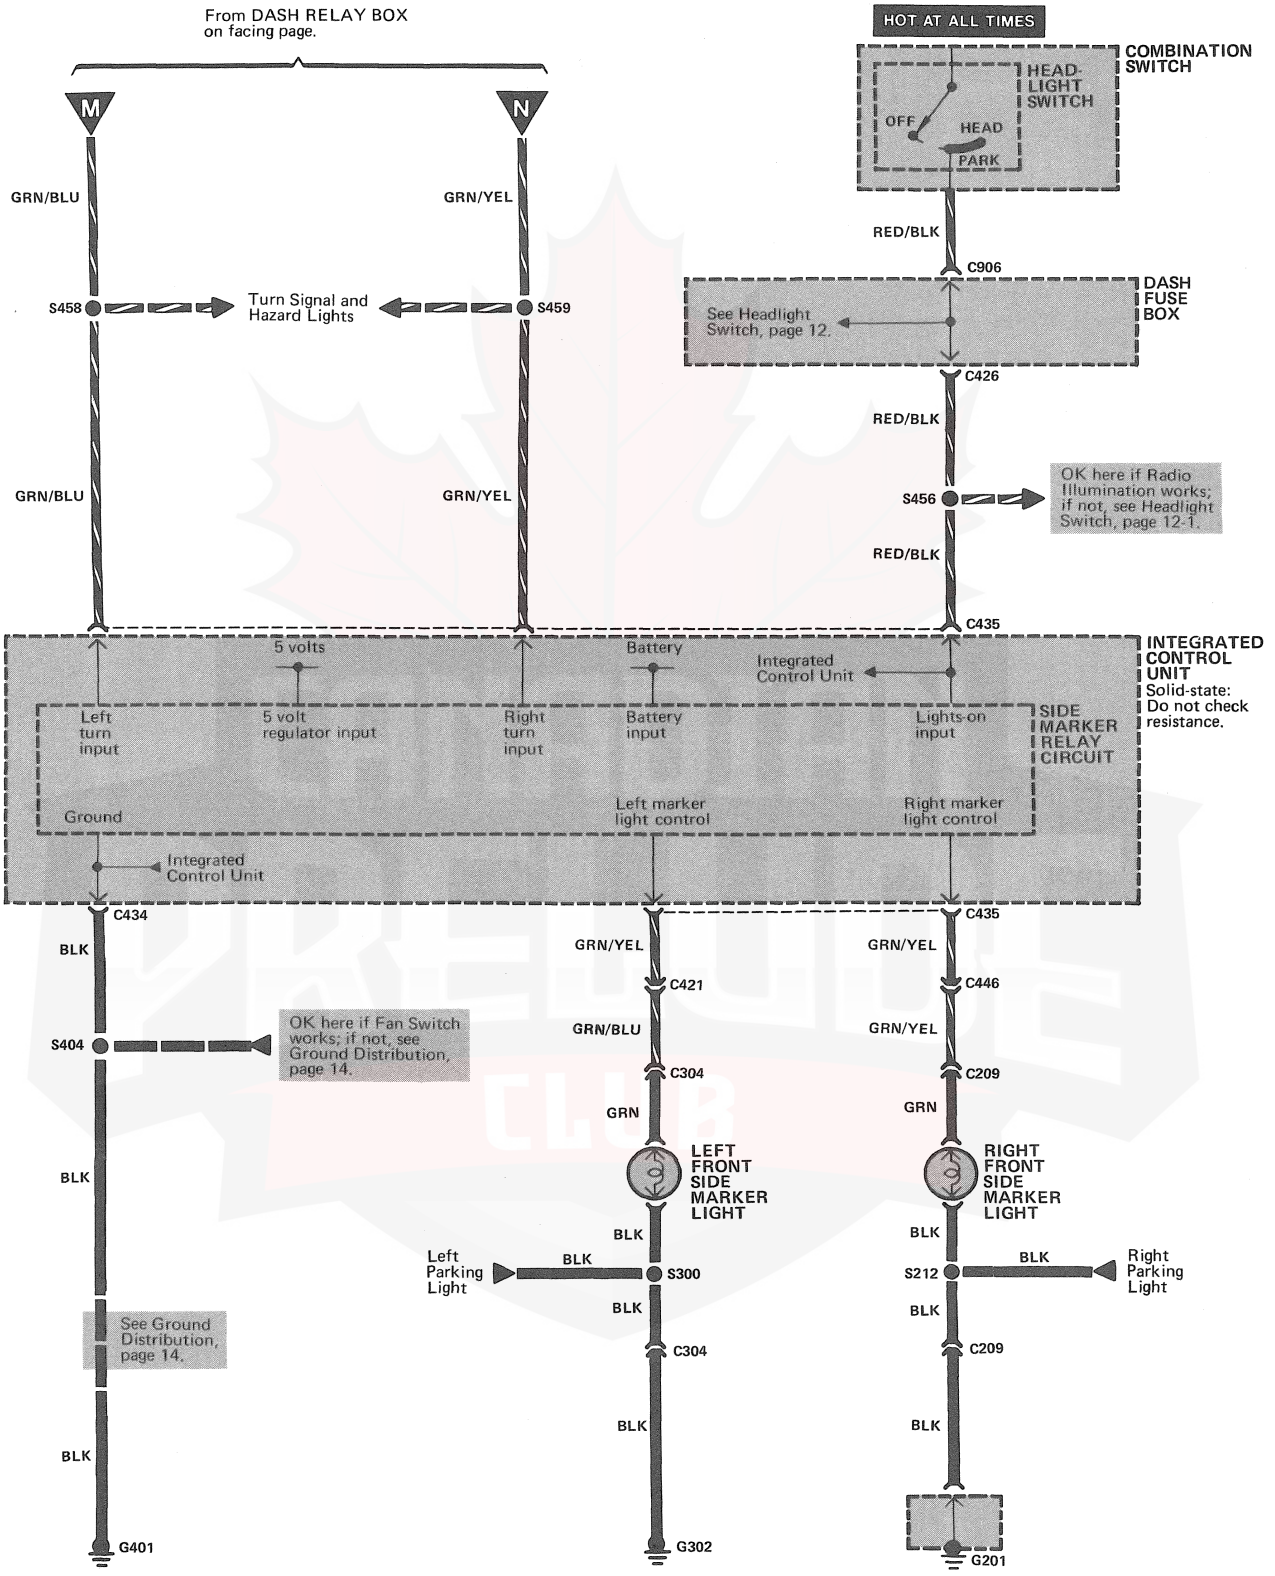 From DASH RELAY BOX
on facing page.
HOT AT ALL TIMES
COMBINATION
SWITCH
HEAD-
LIGHT
SWITCH
OFF
HEAD
PARK
M
N
GRN/BLU
GRN/YEL
RED/BLK
C906
DASH
FUSE
BOX
See Headlight
Switch, page 12.
S458
Turn Signal and
Hazard Lights
S459
C426
RED/BLK
GRN/BLU
GRN/YEL
S456
OK here if Radio
Illumination works;
if not, see Headlight
Switch, page 12-1.
RED/BLK
C435
INTEGRATED
CONTROL
UNIT
Solid-state:
Do not check
resistance.
5 volts
Battery
Integrated
Control Unit
Left
turn
input
5 volt
regulator input
Right
turn
input
Battery
input
Lights-on
input
SIDE
MARKER
RELAY
CIRCUIT
Ground
Left marker
light control
Right marker
light control
Integrated
Control Unit
C434
C435
BLK
GRN/YEL
GRN/YEL
C421
C446
S404
OK here if Fan Switch
works; if not, see
Ground Distribution,
page 14.
GRN/BLU
GRN/YEL
C304
C209
GRN
GRN
PRELUDE
CLUB
BLK
LEFT
FRONT
SIDE
MARKER
LIGHT
RIGHT
FRONT
SIDE
MARKER
LIGHT
BLK
BLK
Left
Parking
Light
BLK
S300
S212
BLK
Right
Parking
Light
BLK
BLK
See Ground
Distribution,
page 14.
C304
C209
BLK
BLK
BLK
G401
G302
G201